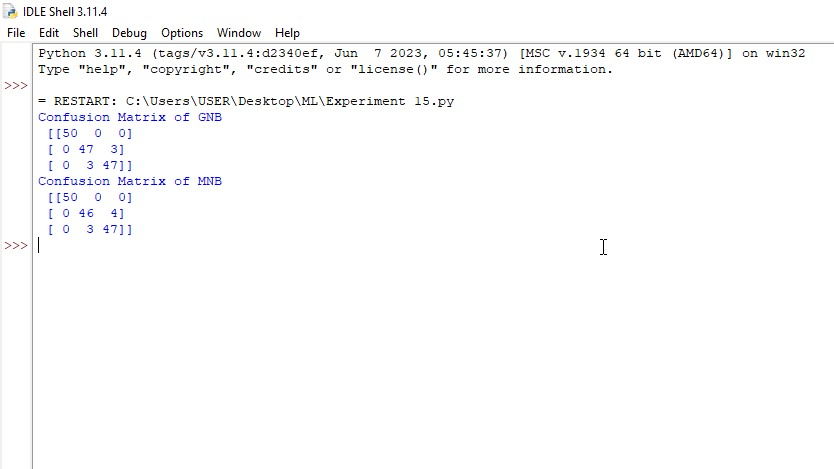 IDLE Shell 3.11.4
File Edit Shell Debug Options Window Help
Python 3.11.4 (tags/v3.11.4:d2340ef, Jun  7 2023, 05:45:37) [MSC v.1934 64 bit (AMD64)] on win32
Type "help", "copyright", "credits" or "license()" for more information.
>>>
= RESTART: C:\Users\USER\Desktop\ML\Experiment 15.py
Confusion Matrix of GNB
 [[50  0  0]
 [ 0 47  3]
 [ 0  3 47]]
Confusion Matrix of MNB
 [[50  0  0]
 [ 0 46  4]
 [ 0  3 47]]
>>>